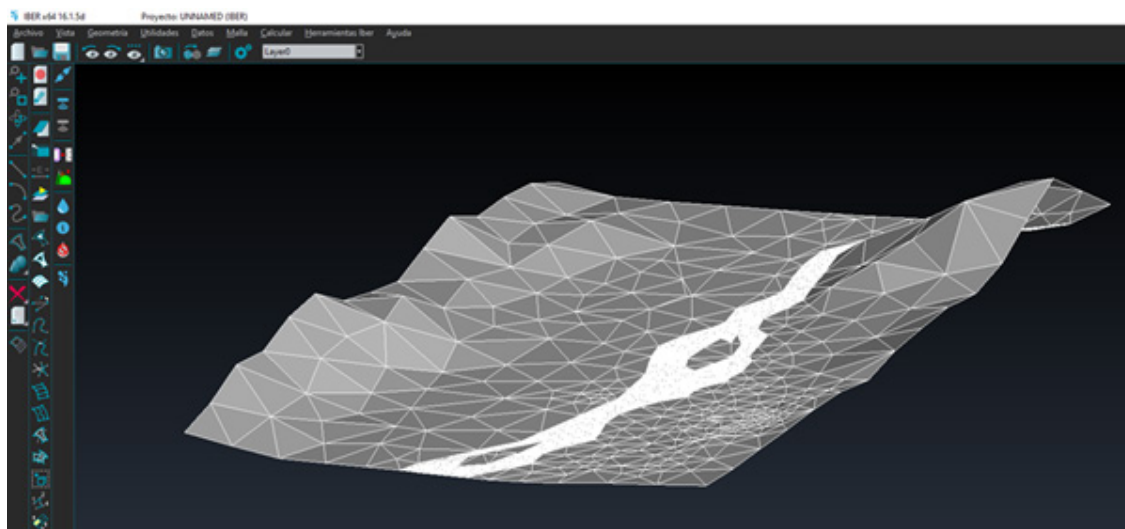 IBER x64 16.1.5d Proyecto: UNNAMED (IBER)
Archivo Vista Geometría Utilidades Datos Malla Calcular Herramientas Iber Ayuda
Layer0